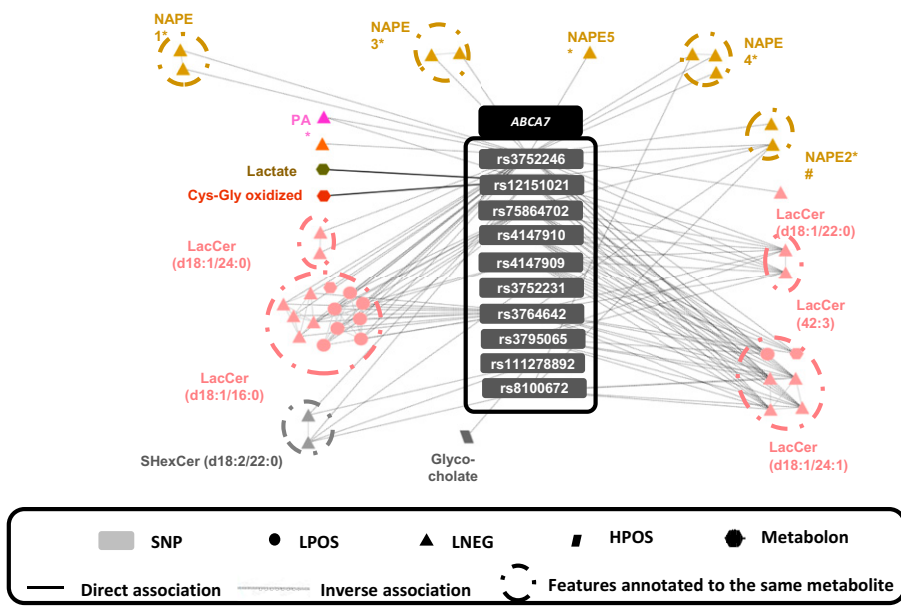 NAPE
1*
NAPE
3*
NAPE5
*
NAPE
4*
PA
*
ABCA7
Lactate
Cys-Gly oxidized
rs3752246
rs12151021
rs75864702
rs4147910
rs4147909
rs3752231
rs3764642
rs3795065
rs111278892
rs8100672
NAPE2*
#
LacCer
(d18:1/22:0)
LacCer
(d18:1/24:0)
LacCer
(42:3)
LacCer
(d18:1/16:0)
LacCer
(d18:1/24:1)
SHexCer (d18:2/22:0)
Glyco-
cholate
SNP LPOS LNEG HPOS Metabolon
Direct association Inverse association Features annotated to the same metabolite